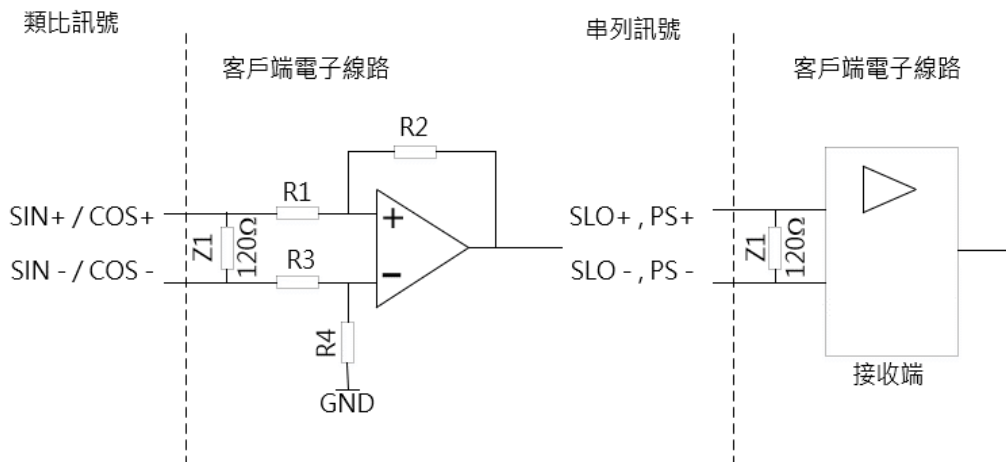 類比訊號
客戶端電子線路
R2
SIN+ / COS+
R1
+
Z1
120Ω
SIN - / COS -
R3
-
R4
GND
串列訊號
客戶端電子線路
SLO+ , PS+
Z1
120Ω
SLO - , PS -
接收端